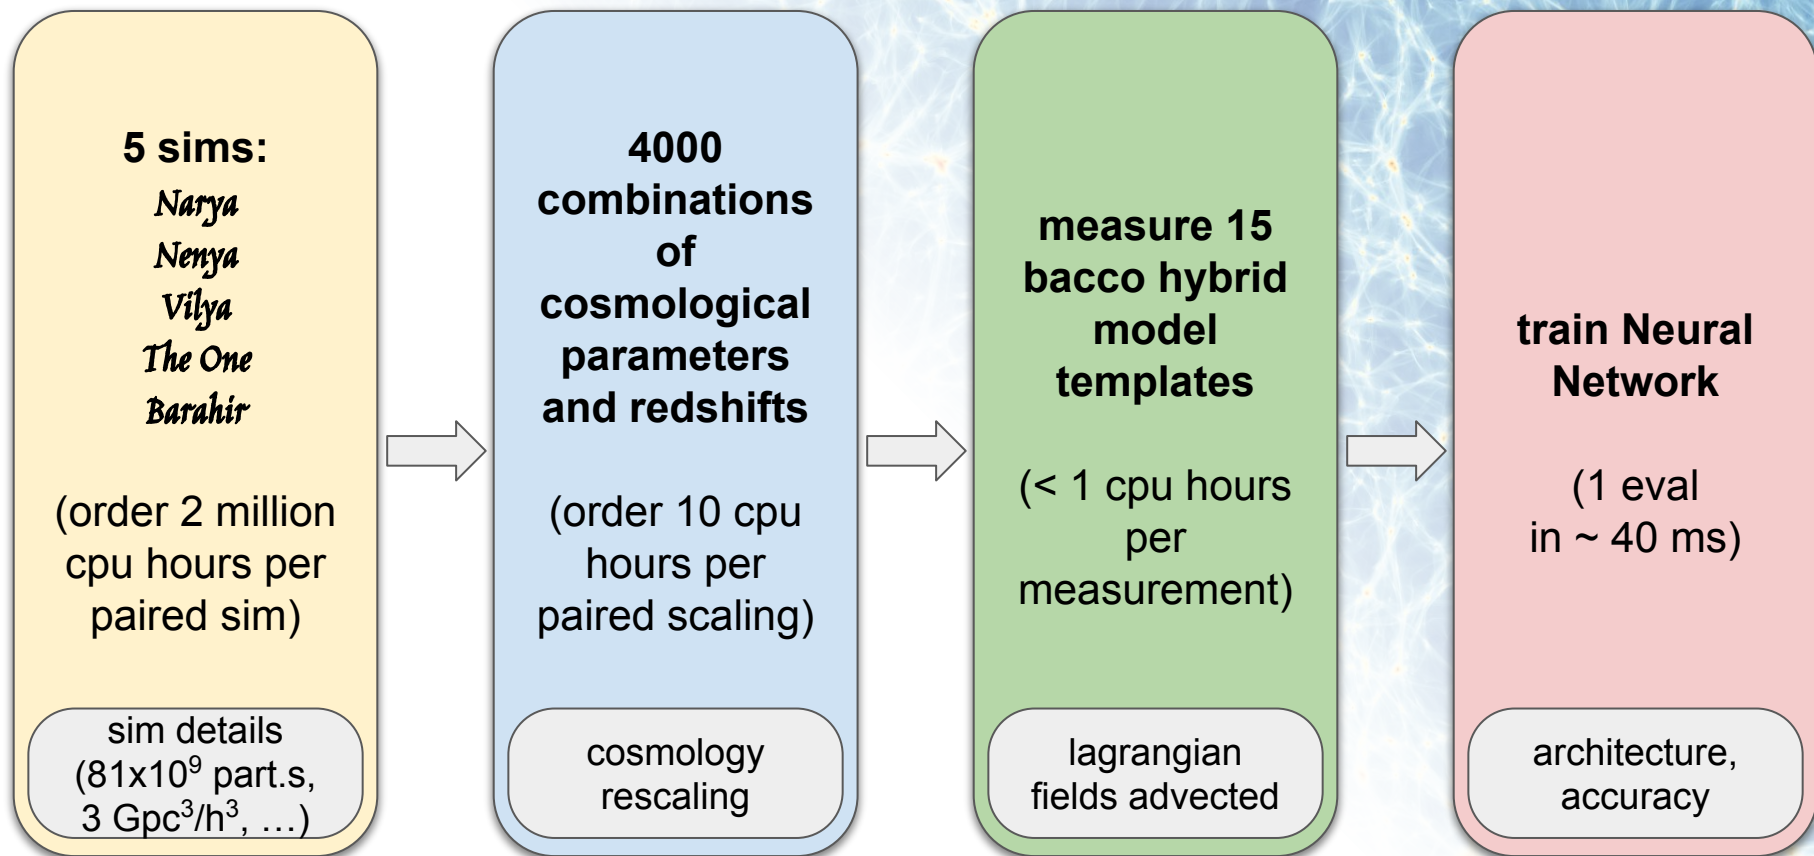 5 sims:
Narya
Nenya
Vilya
The One
Barahir
(order 2 million
cpu hours per
paired sim)
sim details
(81x10⁹ part.s,
3 Gpc³/h³, …)
4000
combinations
of
cosmological
parameters
and redshifts
(order 10 cpu
hours per
paired scaling)
cosmology
rescaling
measure 15
bacco hybrid
model
templates
(< 1 cpu hours
per
measurement)
lagrangian
fields advected
train Neural
Network
(1 eval
in ~ 40 ms)
architecture,
accuracy